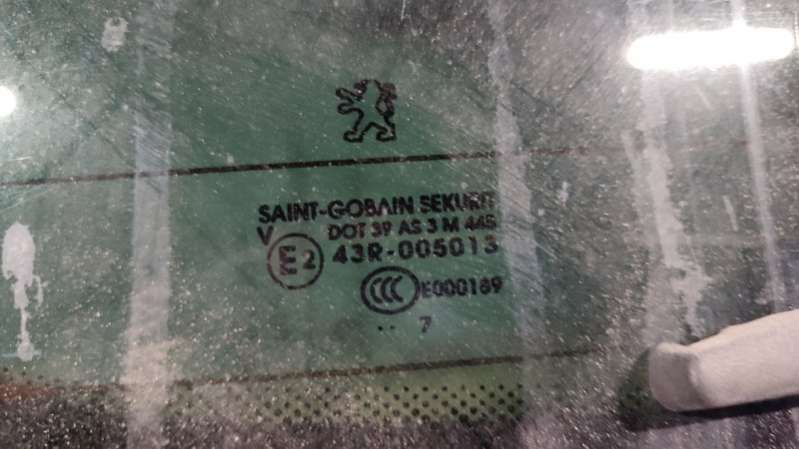 SAINT-GOBAIN SEKURIT
V DOT 39 AS 3 M 445
E2 43R-005013
CCC E000189
.. 7